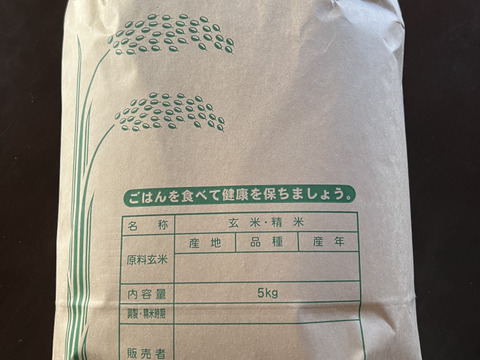 ごはんを食べて健康を保ちましょう。
名称 玄米・精米
原料玄米 産地 品種 産年
内容量 5kg
調製・精米時期
販売者